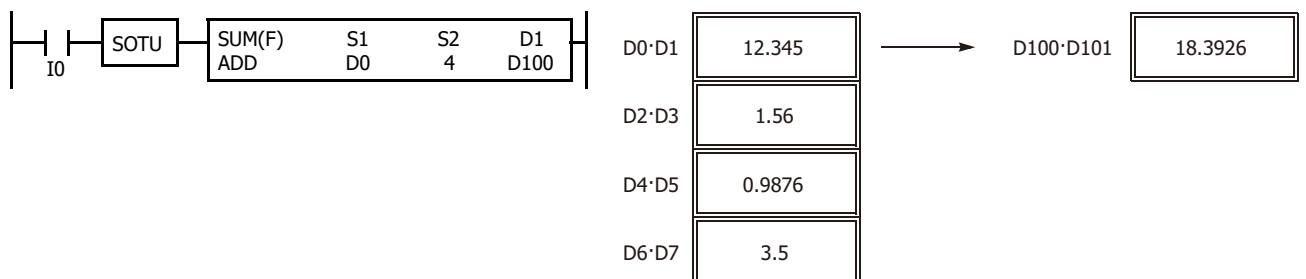 I0
SOTU
SUM(F) S1 S2 D1
ADD D0 4 D100
D0·D1 12.345 D100·D101 18.3926
D2·D3 1.56
D4·D5 0.9876
D6·D7 3.5